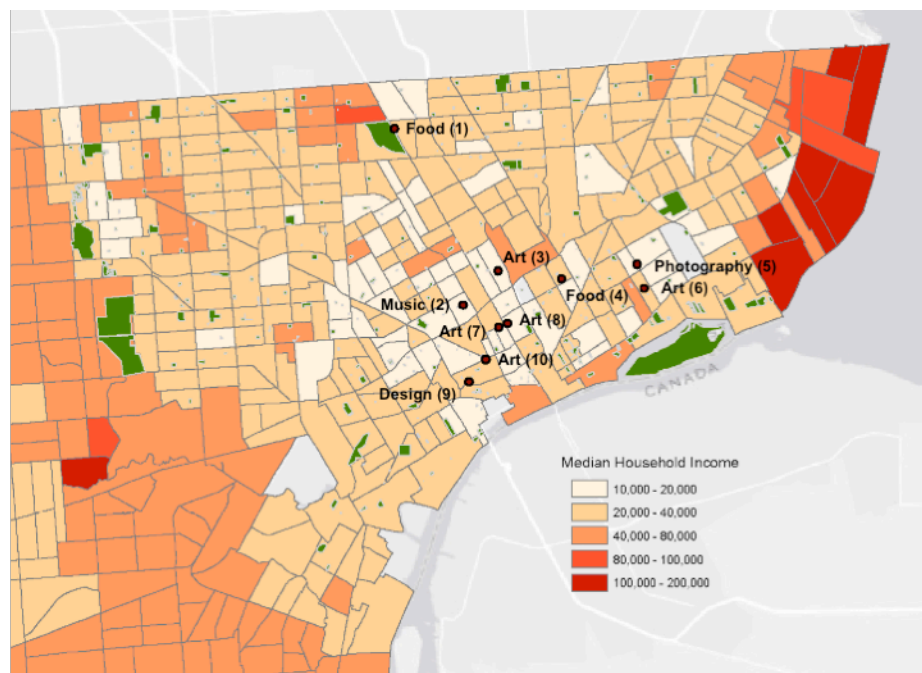 Food (1)
Art (3)
Photography (5)
Food (4)
Art (6)
Music (2)
Art (8)
Art (7)
Art (10)
Design (9)
CANADA
Median Household Income
10,000 - 20,000
20,000 - 40,000
40,000 - 80,000
80,000 - 100,000
100,000 - 200,000